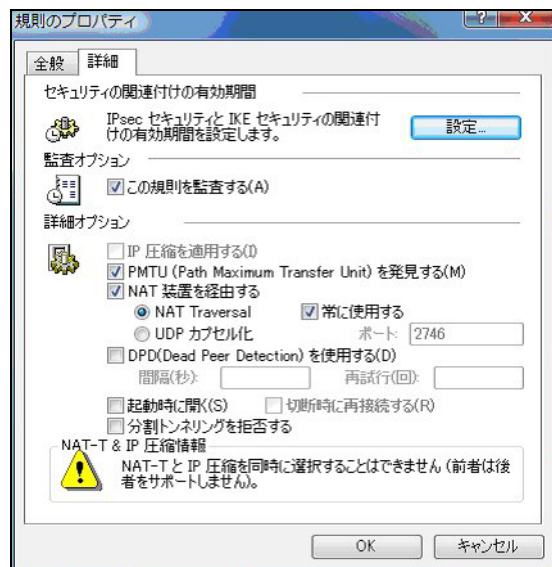 規則のプロパティ
全般 詳細
セキュリティの関連付けの有効期間
IPsec セキュリティと IKE セキュリティの関連付
けの有効期間を設定します。
設定...
監査オプション
この規則を監査する(A)
詳細オプション
IP 圧縮を適用する(I)
PMTU (Path Maximum Transfer Unit) を発見する(M)
NAT 装置を経由する
NAT Traversal 常に使用する
UDP カプセル化 ポート: 2746
DPD(Dead Peer Detection) を使用する(D)
間隔(秒): 再試行(回):
起動時に開く(S) 切断時に再接続する(R)
分割トンネリングを拒否する
NAT-T & IP 圧縮情報
NAT-T と IP 圧縮を同時に選択することはできません (前者は後
者をサポートしません)。
OK キャンセル